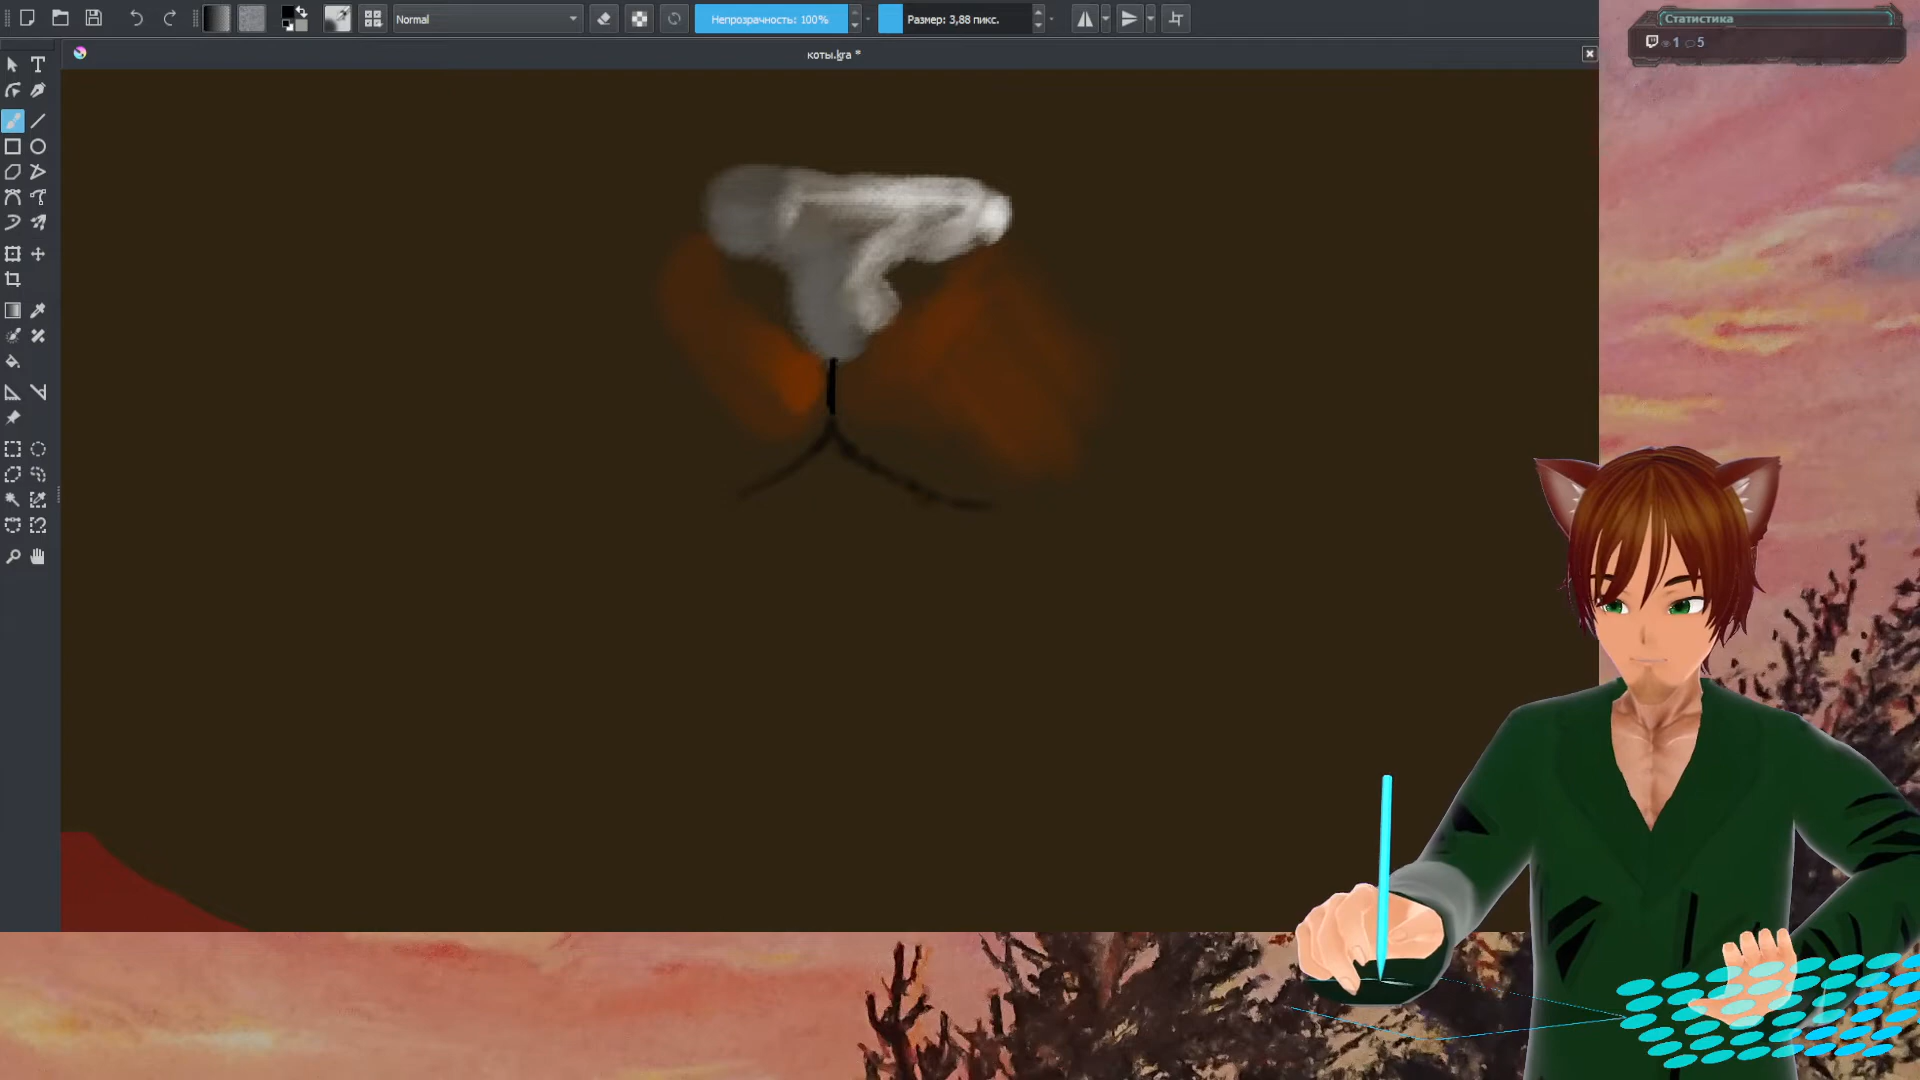 Normal
Непрозрачность: 100%
Размер: 3,88 пикс.
коты.kra *
Статистика
1 5